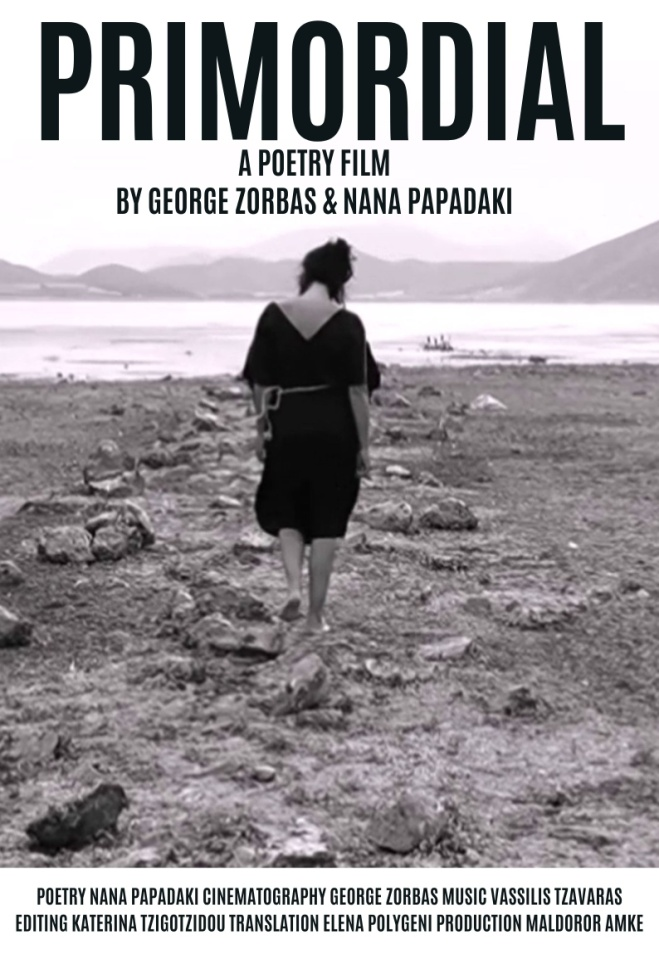 PRIMORDIAL
A POETRY FILM
BY GEORGE ZORBAS & NANA PAPADAKI
POETRY NANA PAPADAKI CINEMATOGRAPHY GEORGE ZORBAS MUSIC VASSILIS TZAVARAS
EDITING KATERINA TZIGOTZIDOU TRANSLATION ELENA POLYGENI PRODUCTION MALDOROR AMKE